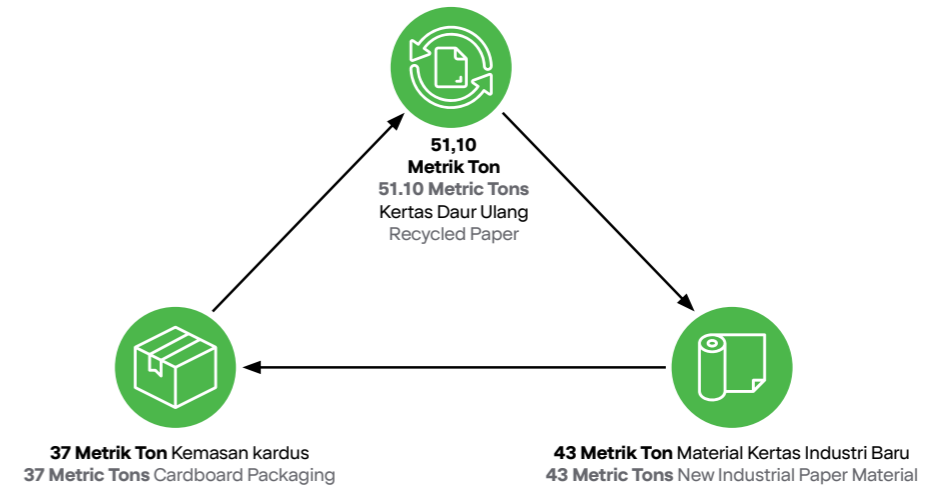 51,10
Metrik Ton
51.10 Metric Tons
Kertas Daur Ulang
Recycled Paper
37 Metrik Ton Kemasan kardus
37 Metric Tons Cardboard Packaging
43 Metrik Ton Material Kertas Industri Baru
43 Metric Tons New Industrial Paper Material